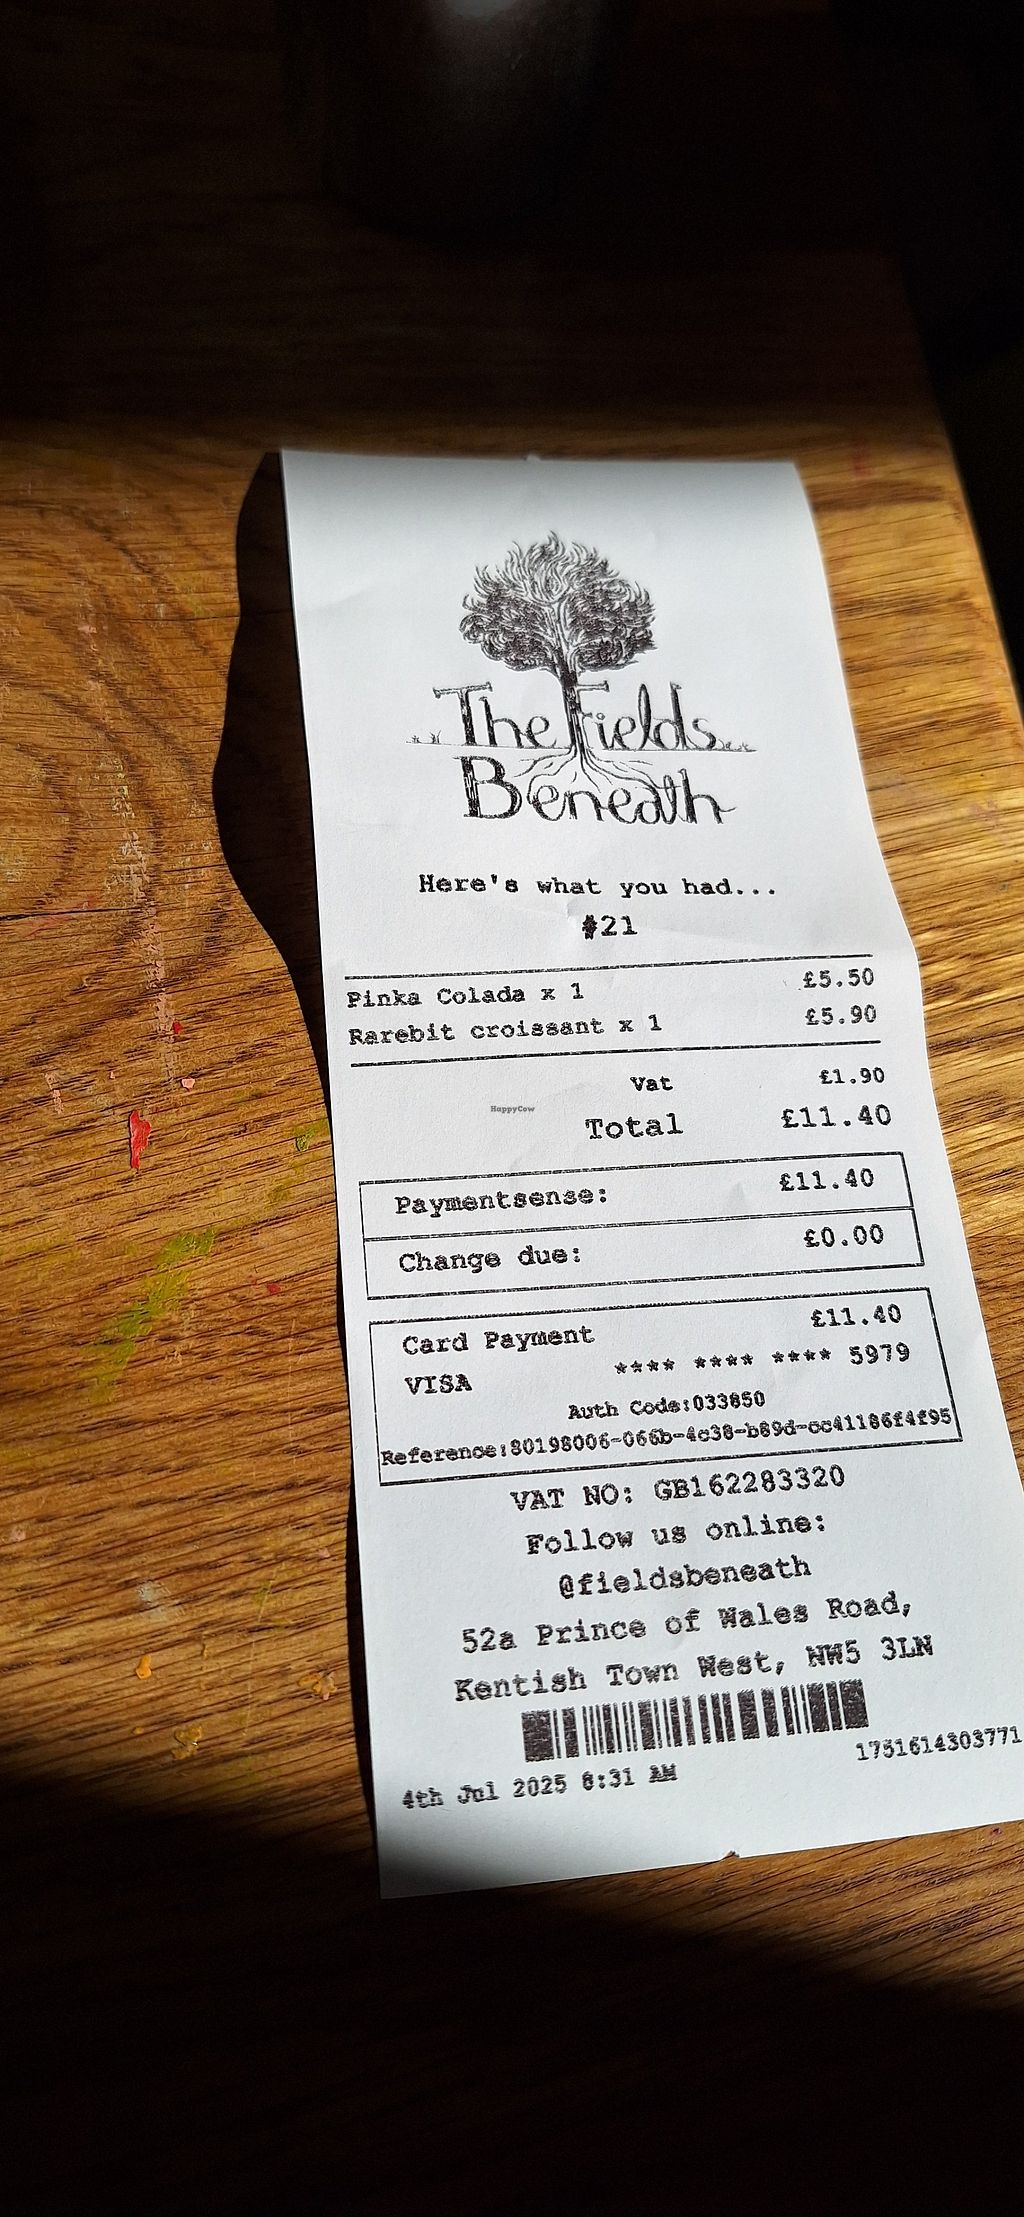 The Fields
Beneath
Here's what you had...
#21
Pinka Colada x 1 £5.50
Rarebit croissant x 1 £5.90
Vat £1.90
HappyCow
Total £11.40
Paymentsense: £11.40
Change due: £0.00
Card Payment £11.40
VISA **** **** **** 5979
Auth Code:033850
Reference:80198006-066b-4c38-b89d-cc41186f4f95
VAT NO: GB162283320
Follow us online:
@fieldsbeneath
52a Prince of Wales Road,
Kentish Town West, NW5 3LN
1751614303771
4th Jul 2025 8:31 AM